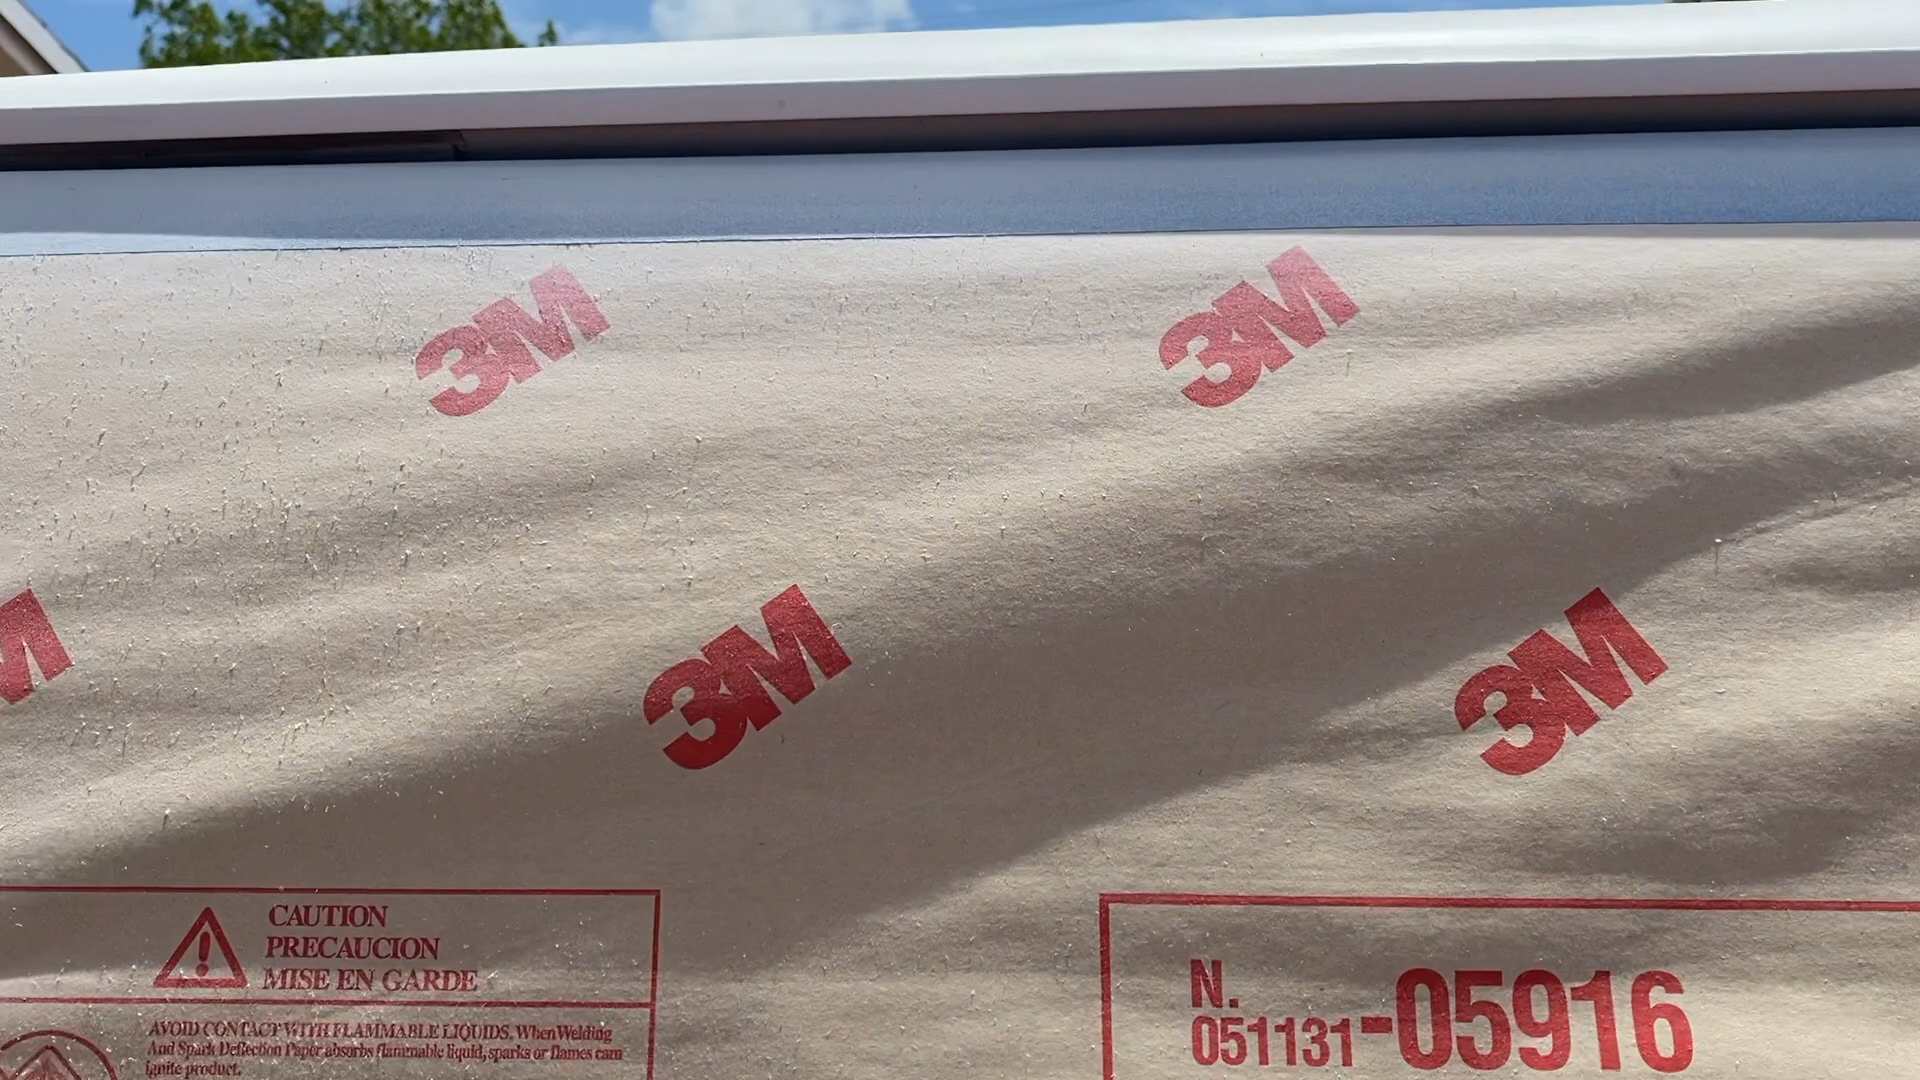 3M
3M
M
3M
3M
CAUTION
PRECAUCION
MISE EN GARDE
AVOID CONTACT WITH FLAMMABLE LIQUIDS. When Welding
And Spark Deflection Paper absorbs flammable liquid, sparks or flames can
ignite product.
N.
051131-05916